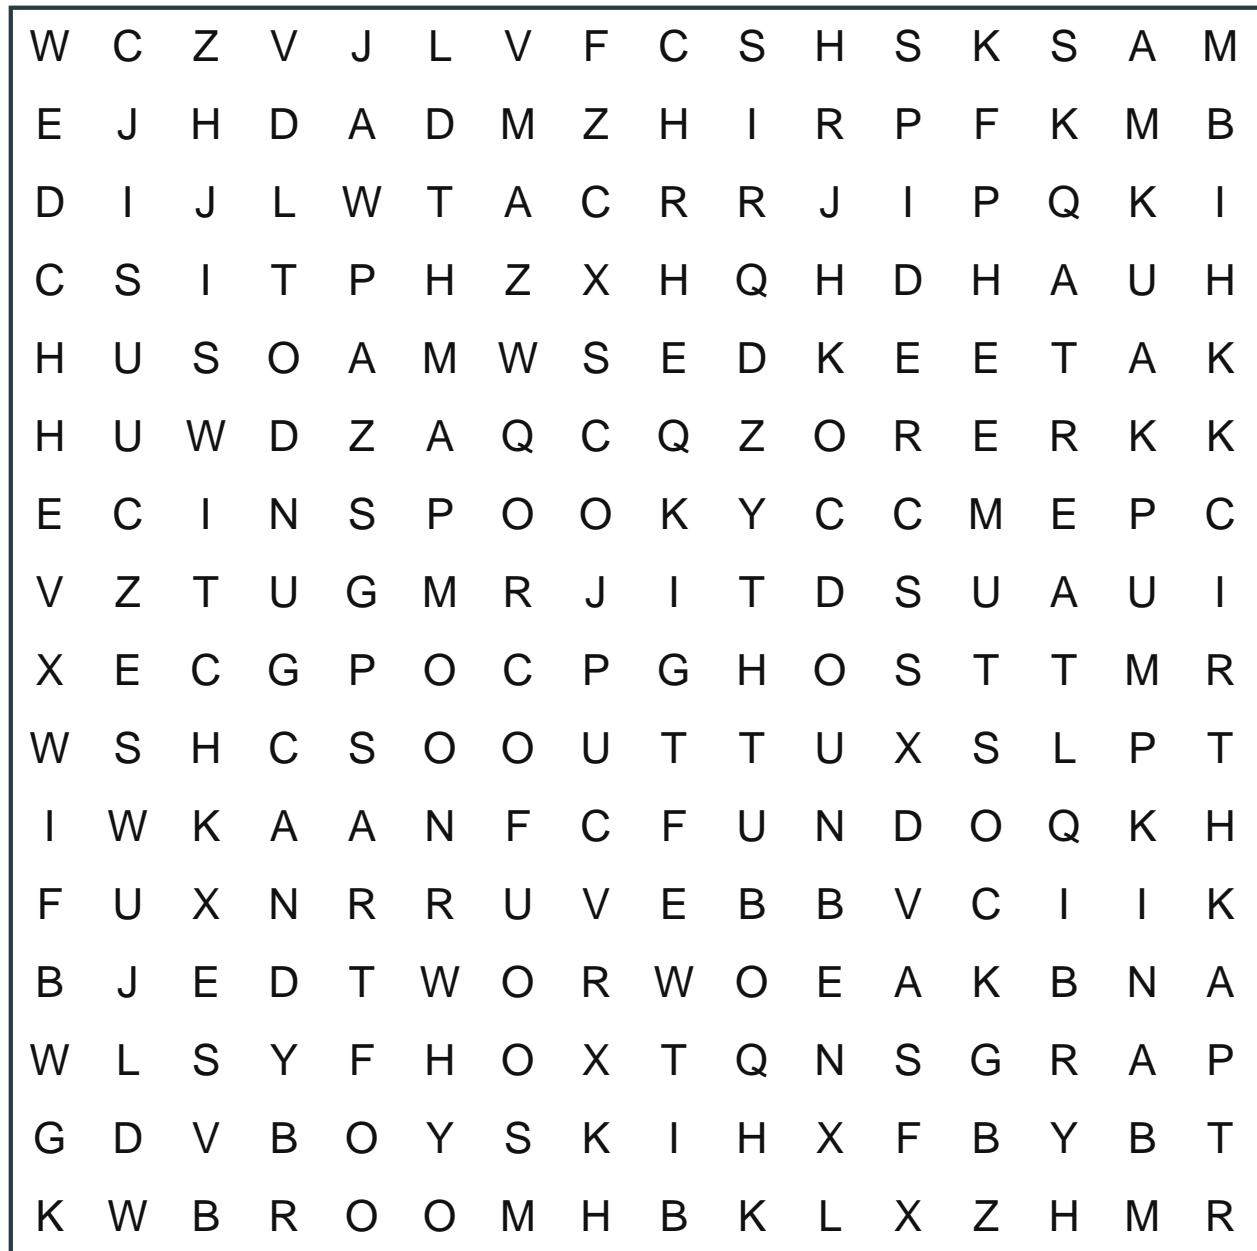 W C Z V J L V F C S H S K S A M
E J H D A D M Z H I R P F K M B
D I J L W T A C R R J I P Q K I
C S I T P H Z X H Q H D H A U H
H U S O A M W S E D K E E T A K
H U W D Z A Q C Q Z O R E R K K
E C I N S P O O K Y C C M E P C
V Z T U G M R J I T D S U A U I
X E C G P O C P G H O S T T M R
W S H C S O O U T T U X S L P T
I W K A A N F C F U N D O Q K H
F U X N R R U V E B B V C I I K
B J E D T W O R W O E A K B N A
W L S Y F H O X T Q N S G R A P
G D V B O Y S K I H X F B Y B T
K W B R O O M H B K L X Z H M R